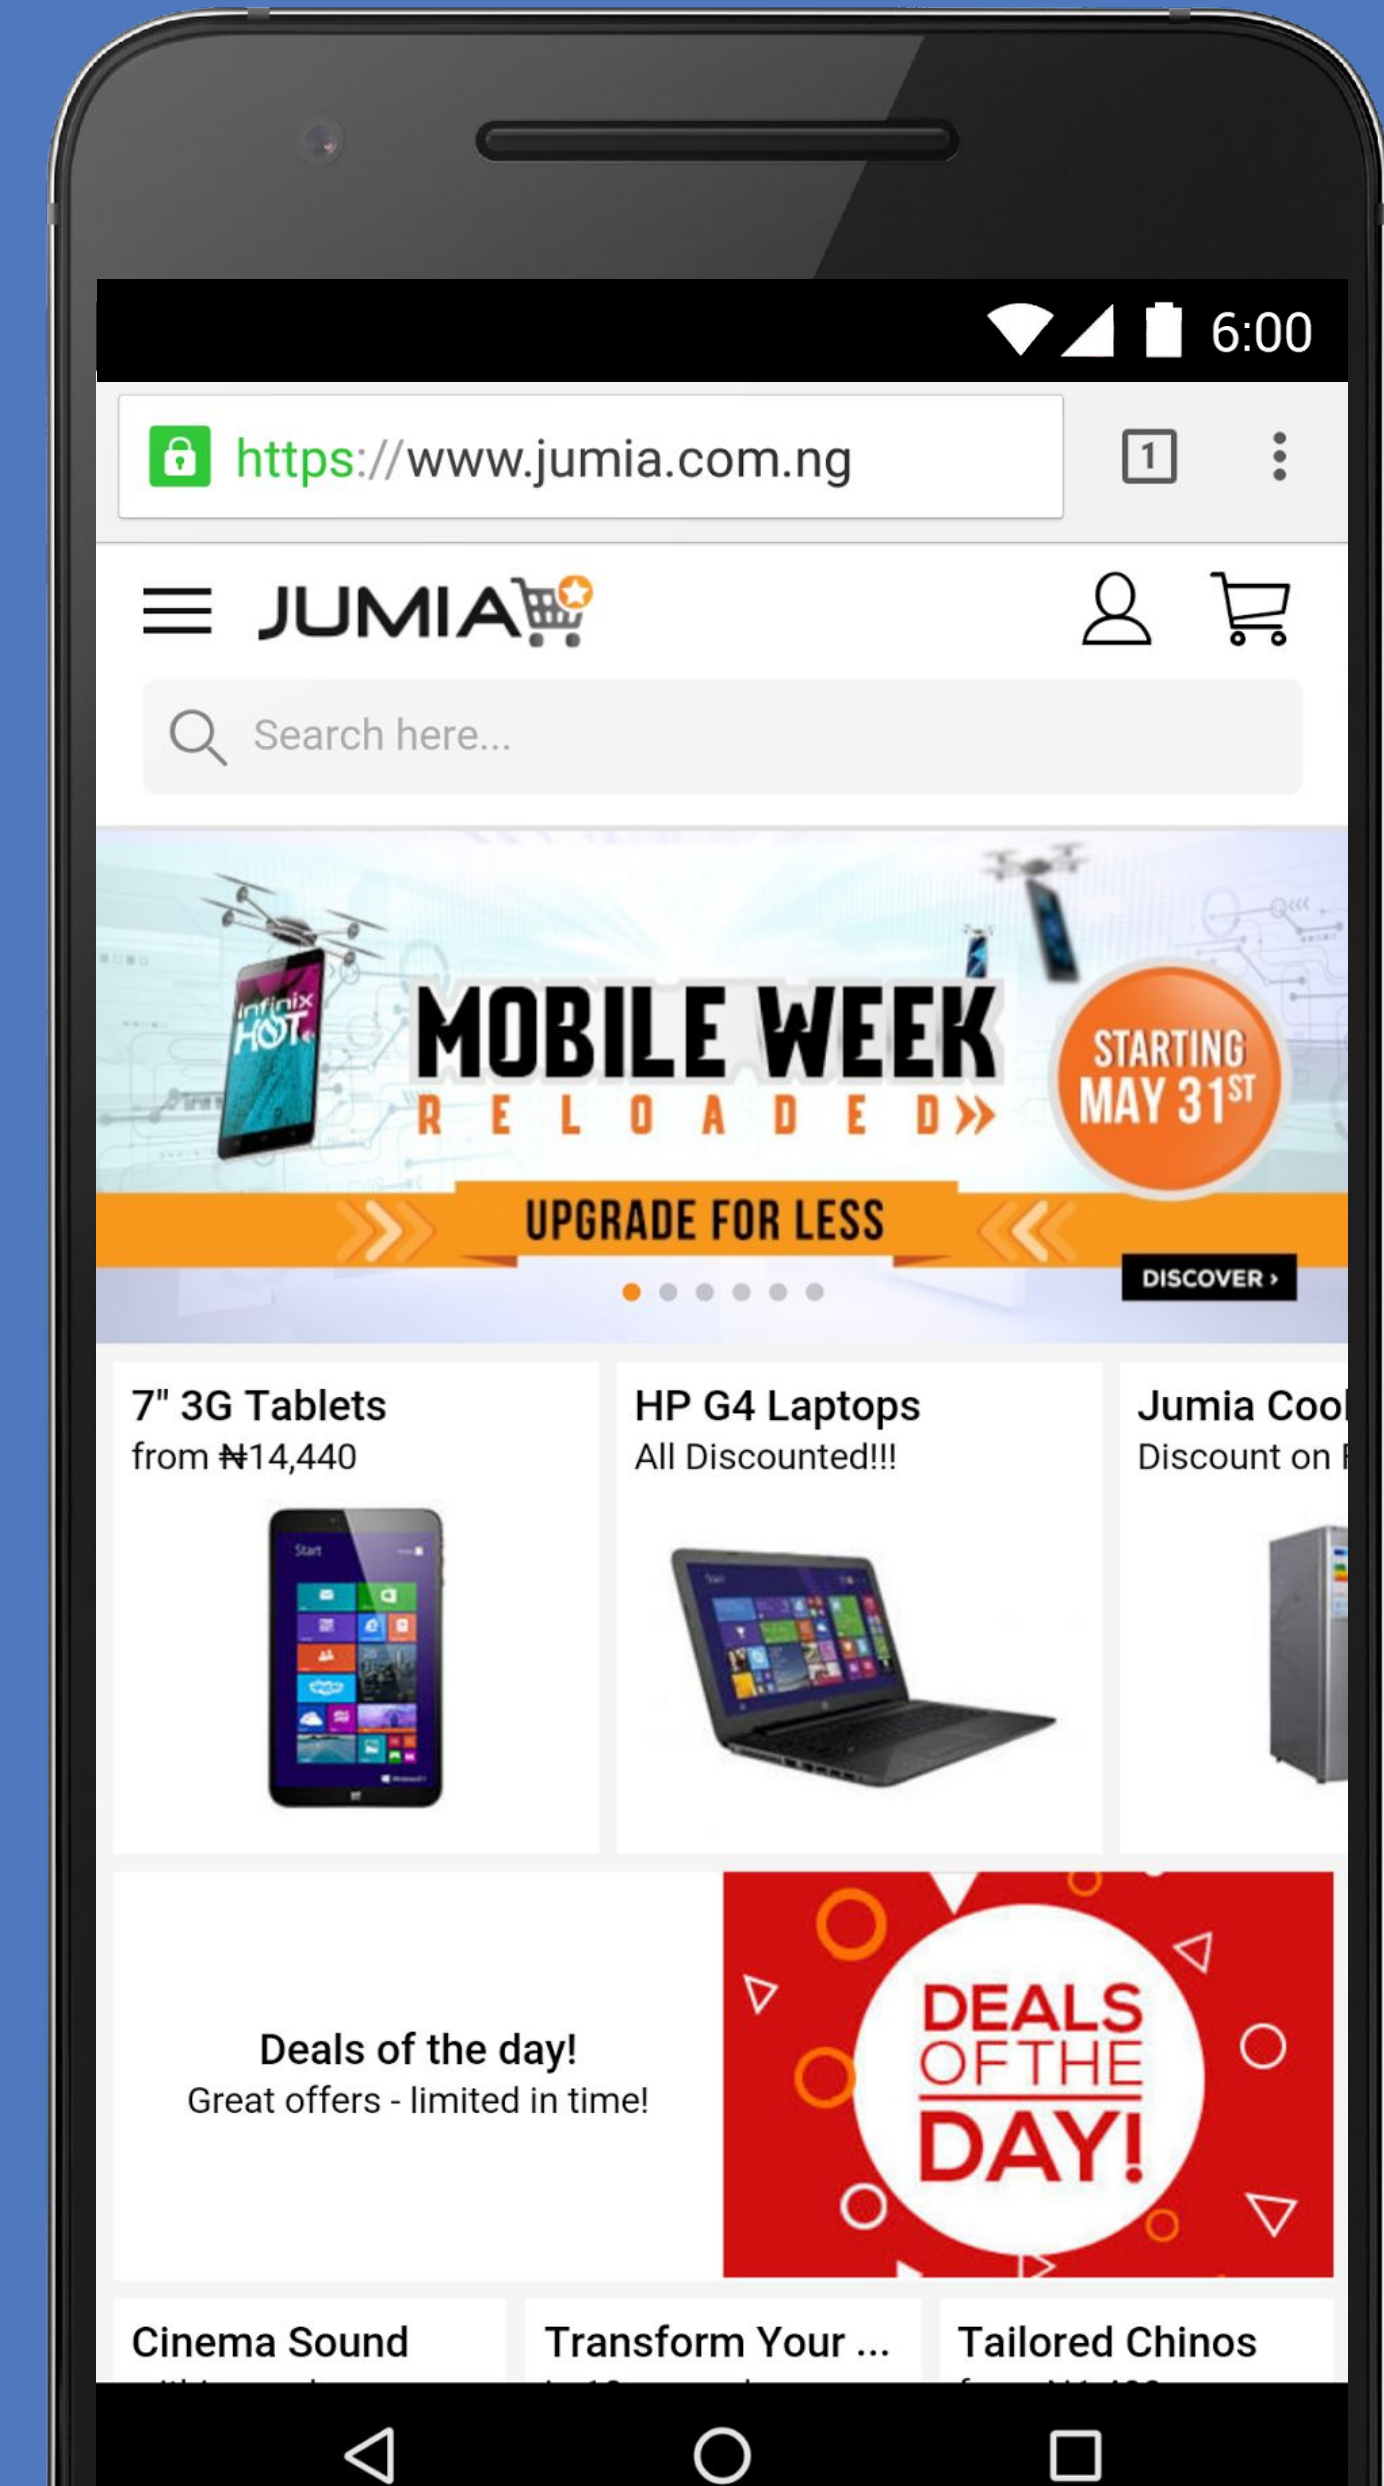 6:00
https://www.jumia.com.ng
1
JUMIA
Search here...
Infinix
HOT
MOBILE WEEK
RELOADED
STARTING
MAY 31ST
UPGRADE FOR LESS
DISCOVER ›
7" 3G Tablets
from ₦14,440
HP G4 Laptops
All Discounted!!!
Jumia Coo
Discount on
Start
Deals of the day!
Great offers - limited in time!
DEALS
OF THE
DAY!
Cinema Sound
Transform Your ...
Tailored Chinos